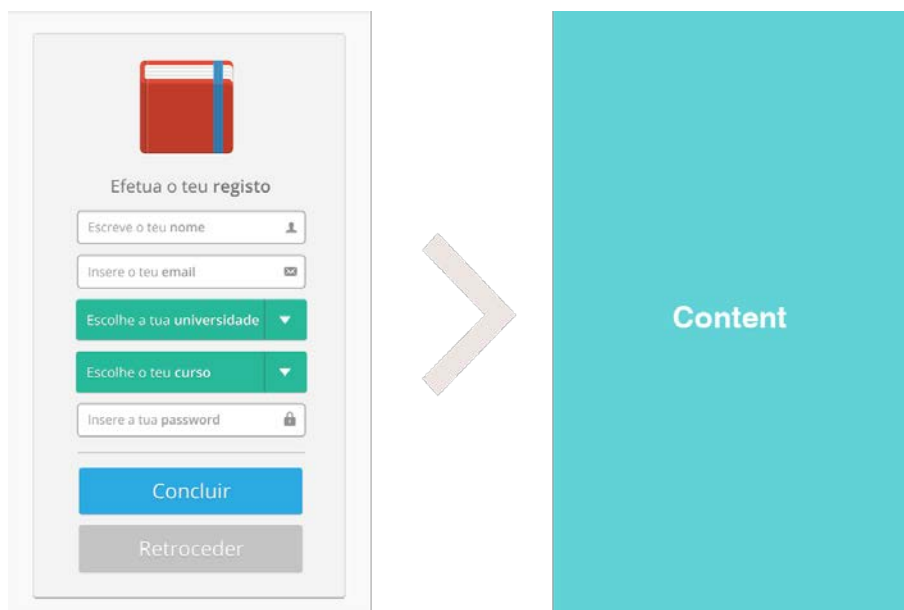 Efetua o teu registo
Escreve o teu nome
Insere o teu email
Escolhe a tua universidade
Escolhe o teu curso
Insere a tua password
Concluir
Retroceder
Content